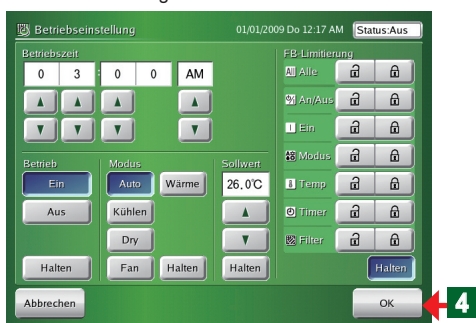 Betriebseinstellung 01/01/2009 Do 12:17 AM Status:Aus
Betriebszeit
0 3 : 0 0 AM
Betrieb
Ein
Aus
Halten
Modus
Auto Wärme
Kühlen
Dry
Fan Halten
Sollwert
26,0℃
Halten
FB-Limitierung
All Alle
An/Aus
Ein
Modus
Temp
Timer
Filter
Halten
Abbrechen OK 4